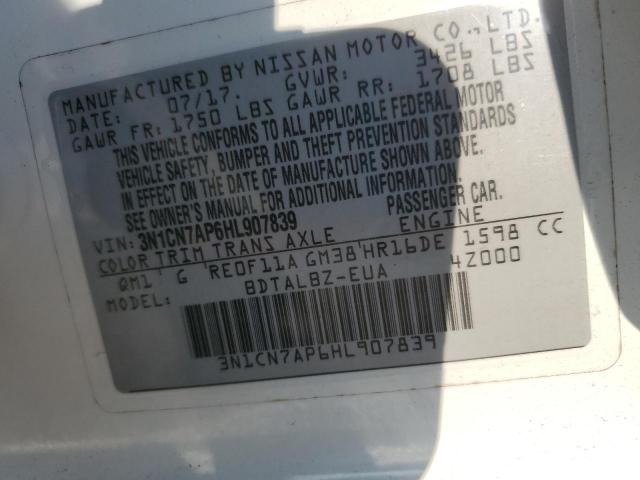 MANUFACTURED BY NISSAN MOTOR CO.,LTD.
DATE: 07/17. GVWR: 3426 LBS
GAWR FR: 1750 LBS GAWR RR: 1708 LBS
THIS VEHICLE CONFORMS TO ALL APPLICABLE FEDERAL MOTOR
VEHICLE SAFETY, BUMPER AND THEFT PREVENTION STANDARDS
IN EFFECT ON THE DATE OF MANUFACTURE SHOWN ABOVE.
SEE OWNER'S MANUAL FOR ADDITIONAL INFORMATION.
VIN: 3N1CN7AP6HL907839 PASSENGER CAR.
COLOR TRIM TRANS AXLE ENGINE
QM1 G RE0F11A GM38 HR16DE 1598 CC
MODEL: BDTALBZ-EUA 4Z000
3N1CN7AP6HL907839